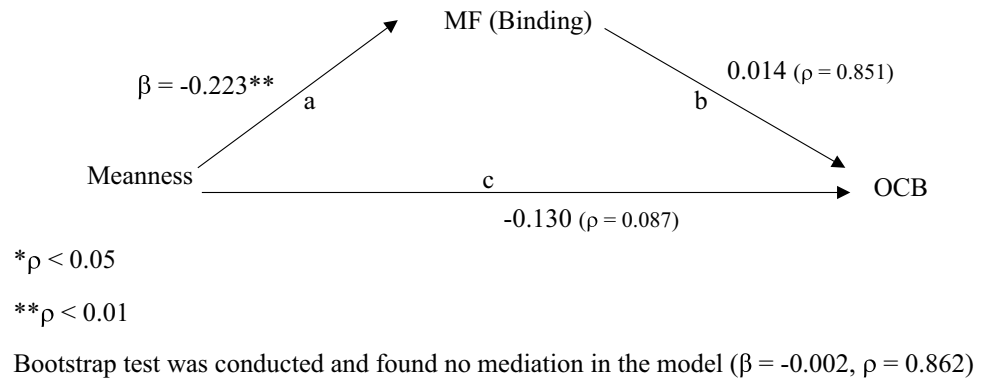 MF (Binding)
β = -0.223**
a
0.014 (ρ = 0.851)
b
Meanness
c
OCB
-0.130 (ρ = 0.087)
*ρ < 0.05
**ρ < 0.01
Bootstrap test was conducted and found no mediation in the model (β = -0.002, ρ = 0.862)